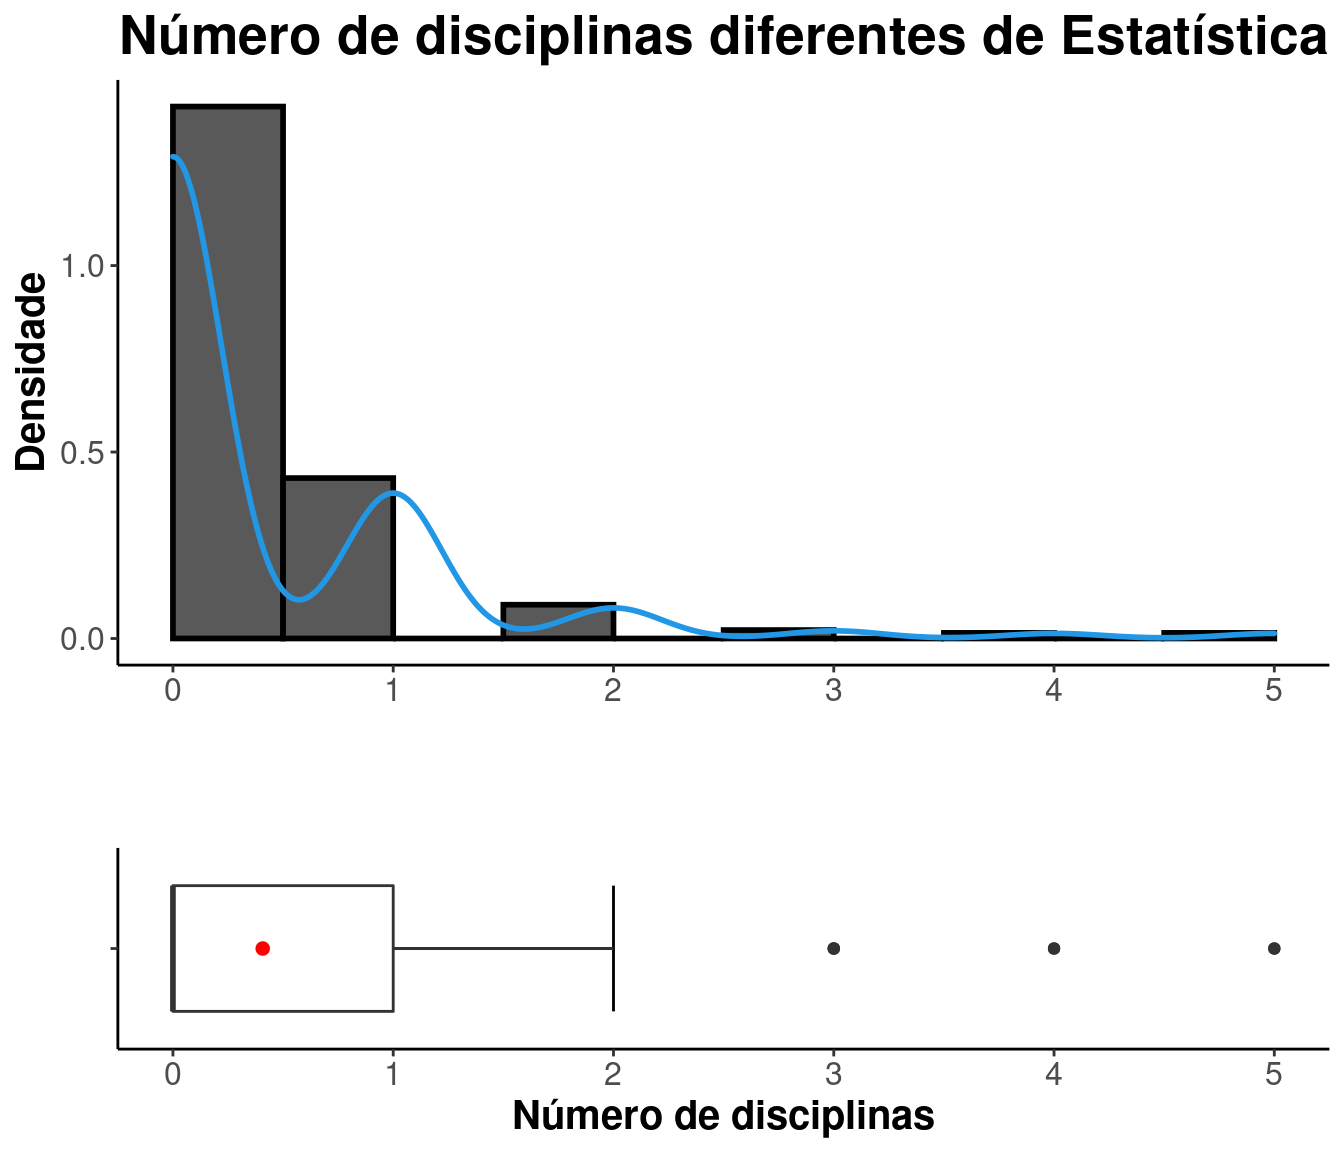 Número de disciplinas diferentes de Estatística
Densidade
1.0
0.5
0.0
0 1 2 3 4 5
0 1 2 3 4 5
Número de disciplinas